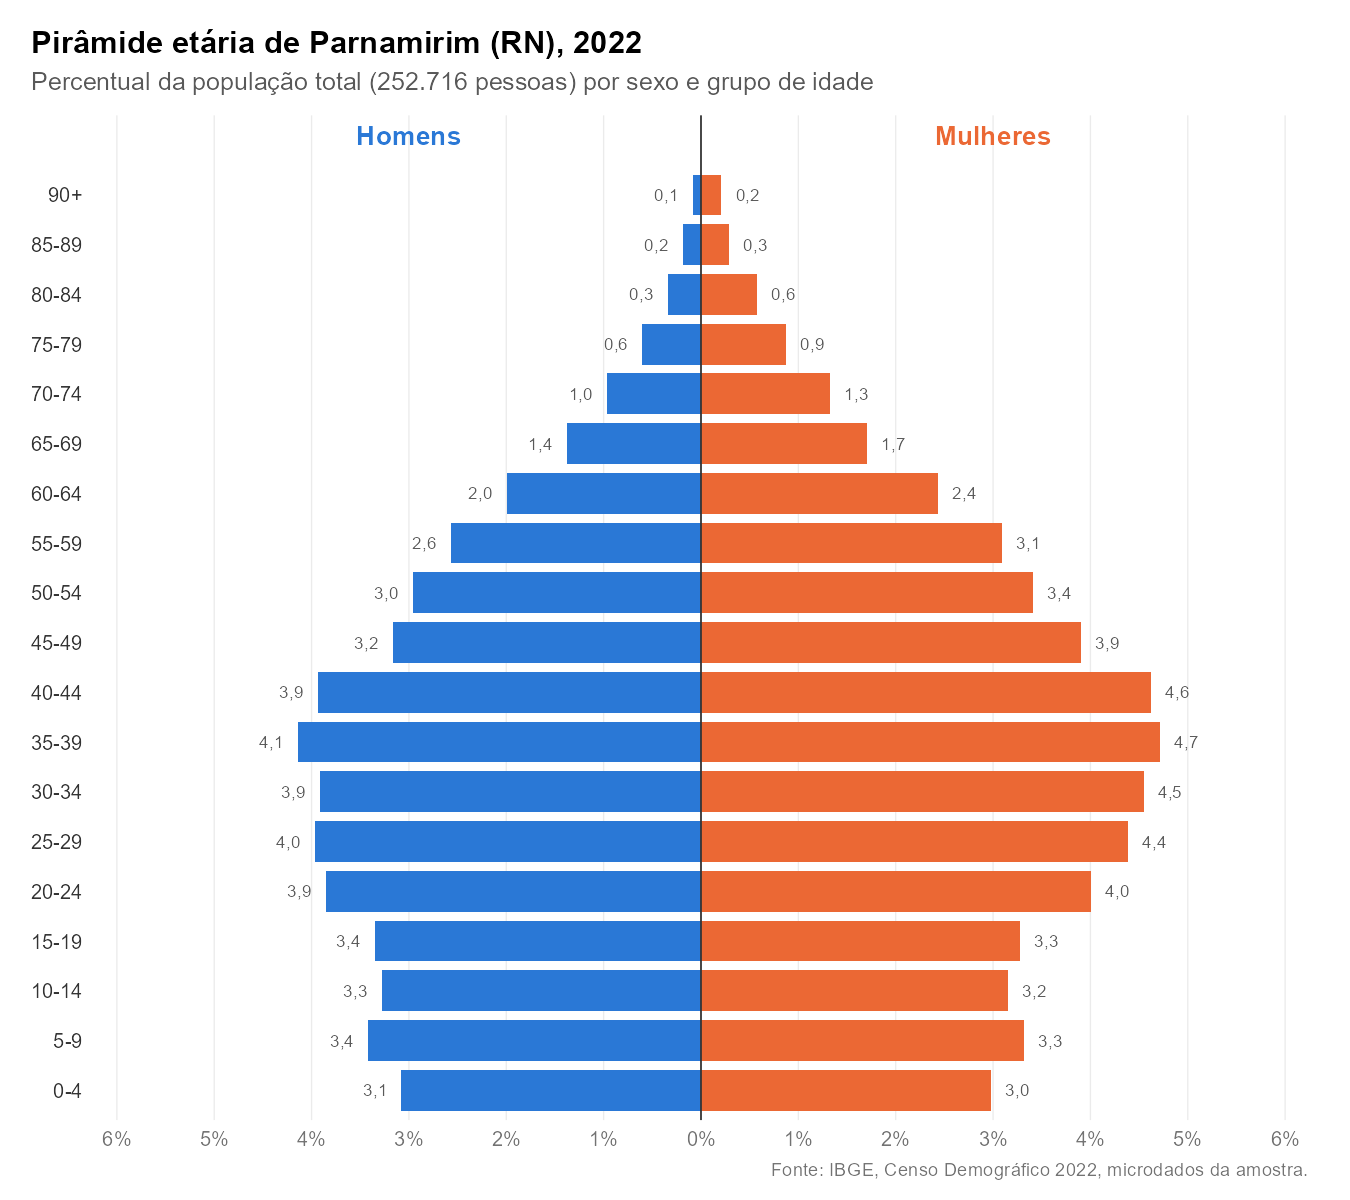 Pirâmide etária de Parnamirim (RN), 2022
Percentual da população total (252.716 pessoas) por sexo e grupo de idade
Homens Mulheres
90+ 0,1 0,2
85-89 0,2 0,3
80-84 0,3 0,6
75-79 0,6 0,9
70-74 1,0 1,3
65-69 1,4 1,7
60-64 2,0 2,4
55-59 2,6 3,1
50-54 3,0 3,4
45-49 3,2 3,9
40-44 3,9 4,6
35-39 4,1 4,7
30-34 3,9 4,5
25-29 4,0 4,4
20-24 3,9 4,0
15-19 3,4 3,3
10-14 3,3 3,2
5-9 3,4 3,3
0-4 3,1 3,0
6% 5% 4% 3% 2% 1% 0% 1% 2% 3% 4% 5% 6%
Fonte: IBGE, Censo Demográfico 2022, microdados da amostra.